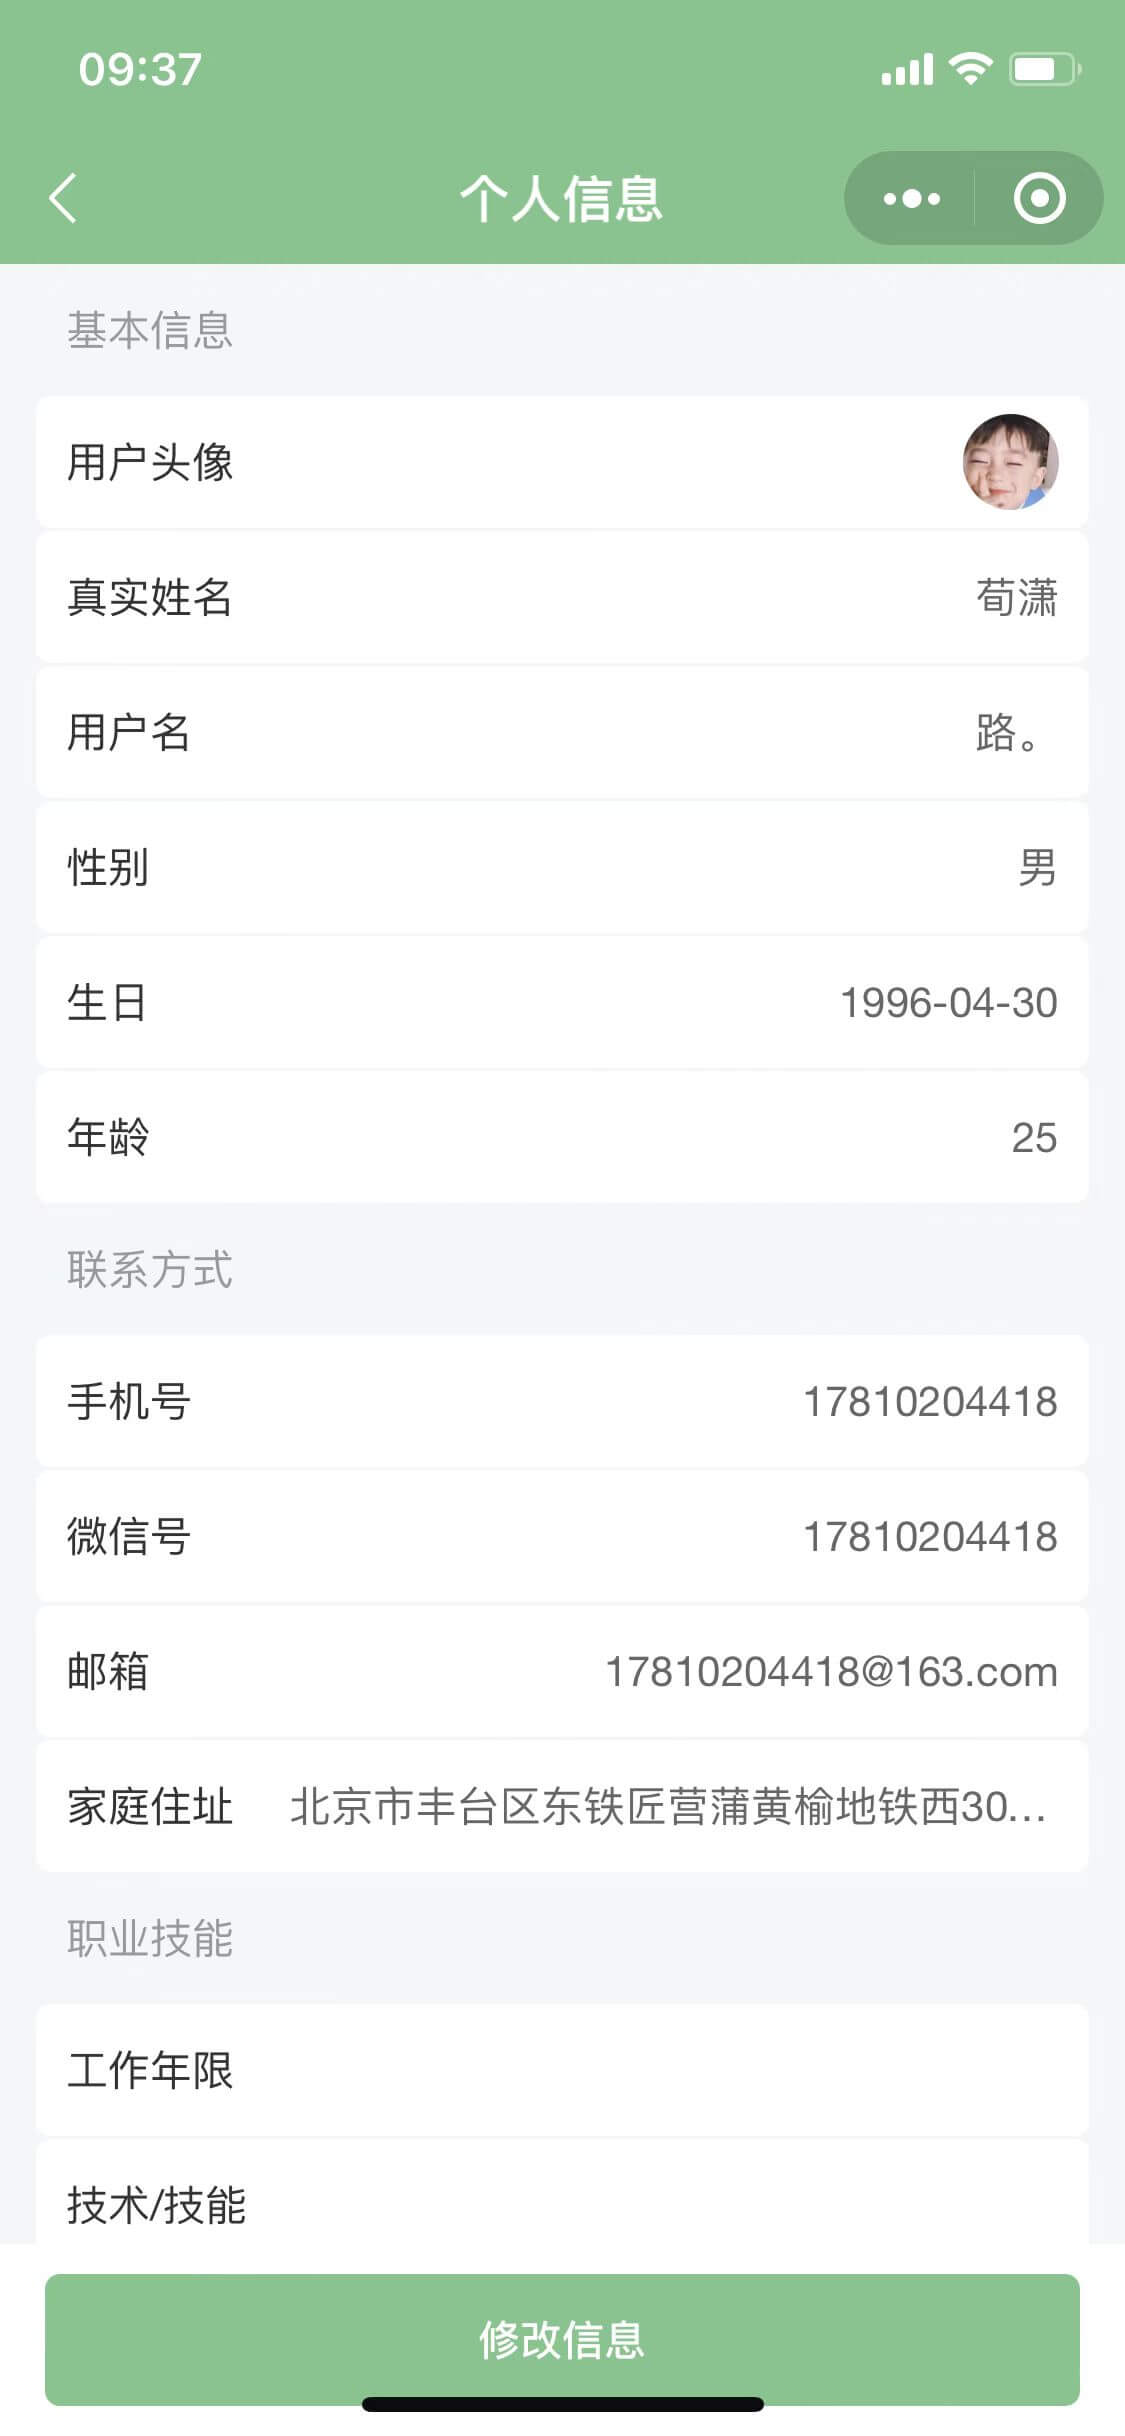 09:37
个人信息
基本信息
用户头像
真实姓名 荀潇
用户名 路。
性别 男
生日 1996-04-30
年龄 25
联系方式
手机号 17810204418
微信号 17810204418
邮箱 17810204418@163.com
家庭住址 北京市丰台区东铁匠营蒲黄榆地铁西30...
职业技能
工作年限
技术/技能
修改信息